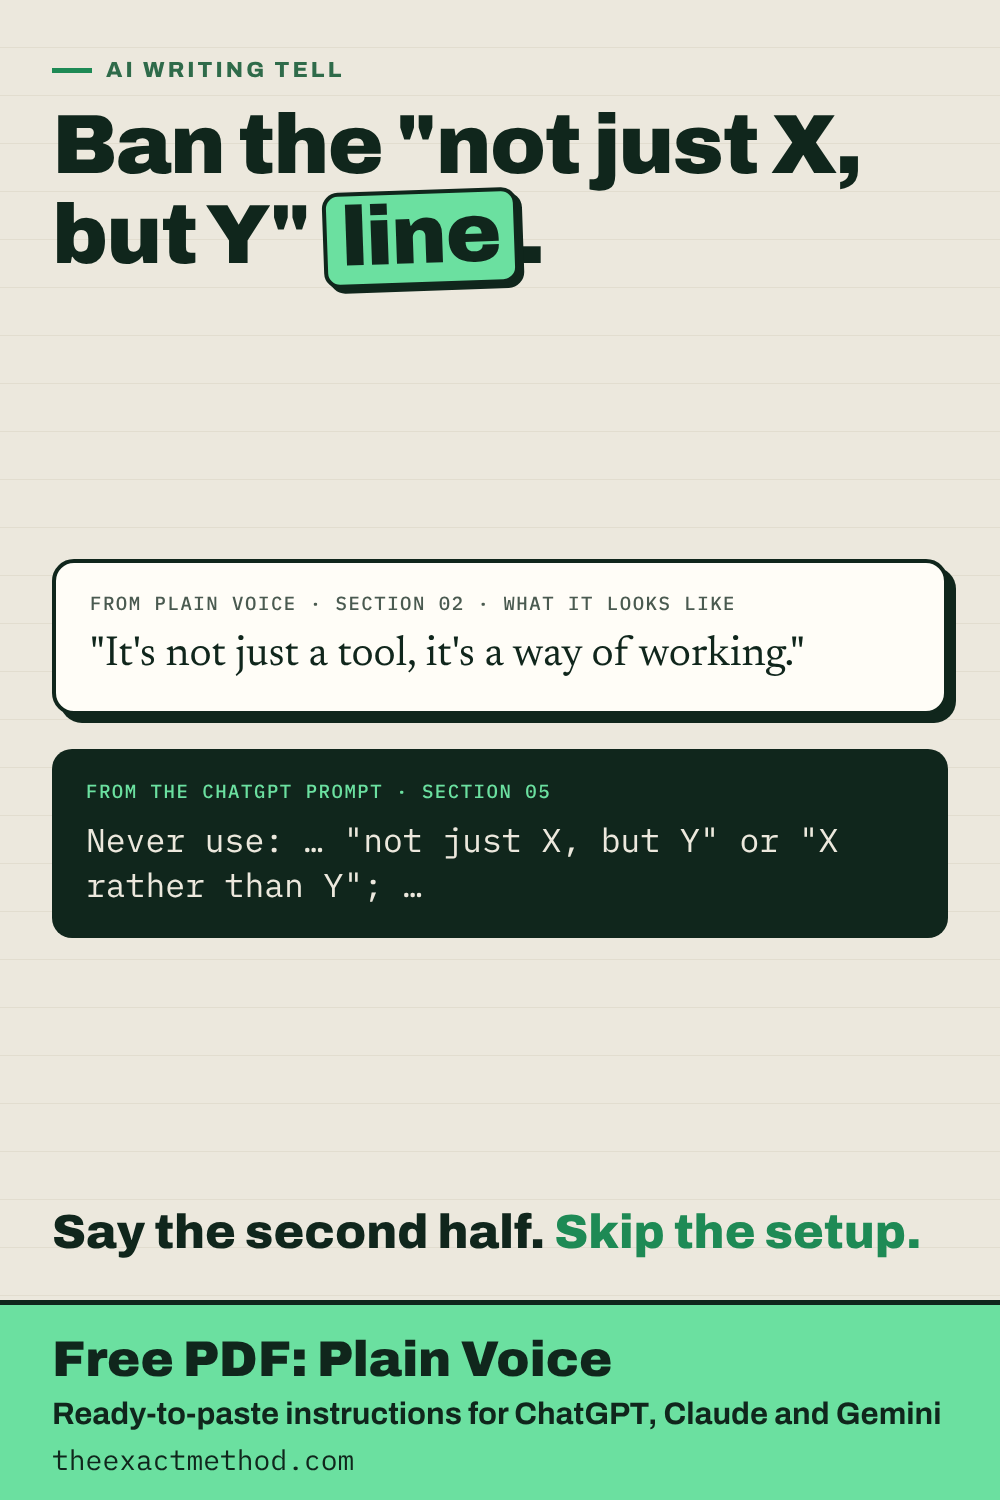 AI WRITING TELL
Ban the "not just X,
but Y" line.
FROM PLAIN VOICE · SECTION 02 · WHAT IT LOOKS LIKE
"It's not just a tool, it's a way of working."
FROM THE CHATGPT PROMPT · SECTION 05
Never use: … "not just X, but Y" or "X
rather than Y"; …
Say the second half. Skip the setup.
Free PDF: Plain Voice
Ready-to-paste instructions for ChatGPT, Claude and Gemini
theexactmethod.com